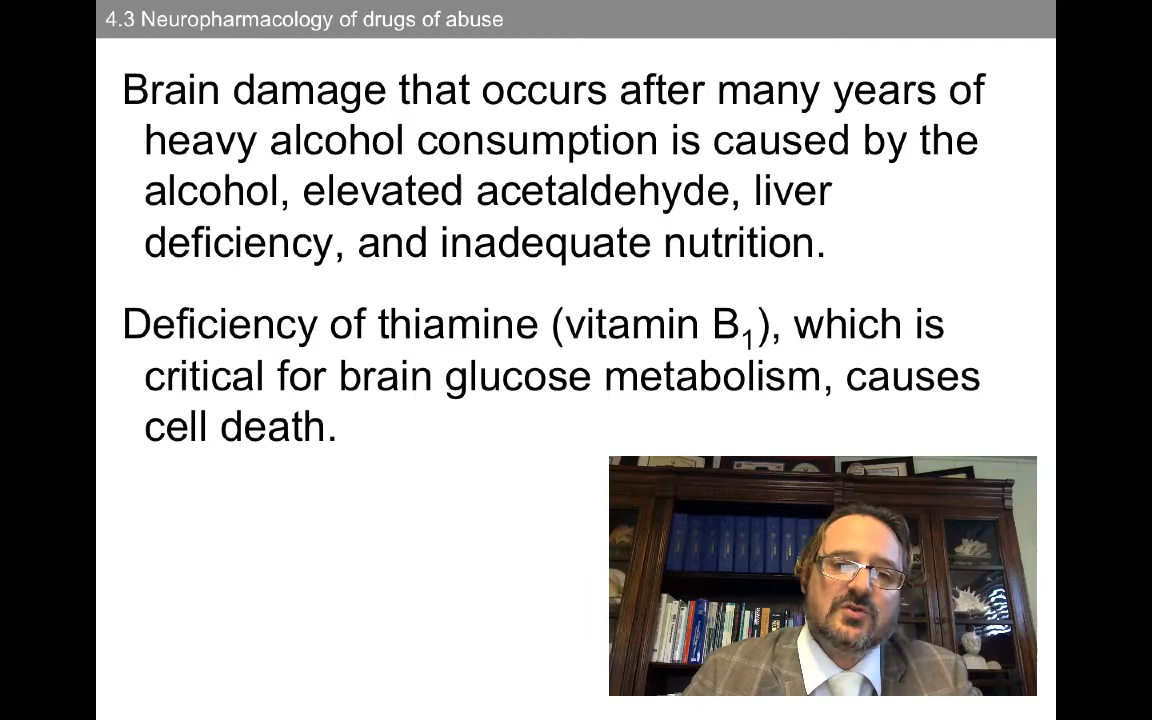 4.3 Neuropharmacology of drugs of abuse
Brain damage that occurs after many years of
heavy alcohol consumption is caused by the
alcohol, elevated acetaldehyde, liver
deficiency, and inadequate nutrition.
Deficiency of thiamine (vitamin B₁), which is
critical for brain glucose metabolism, causes
cell death.